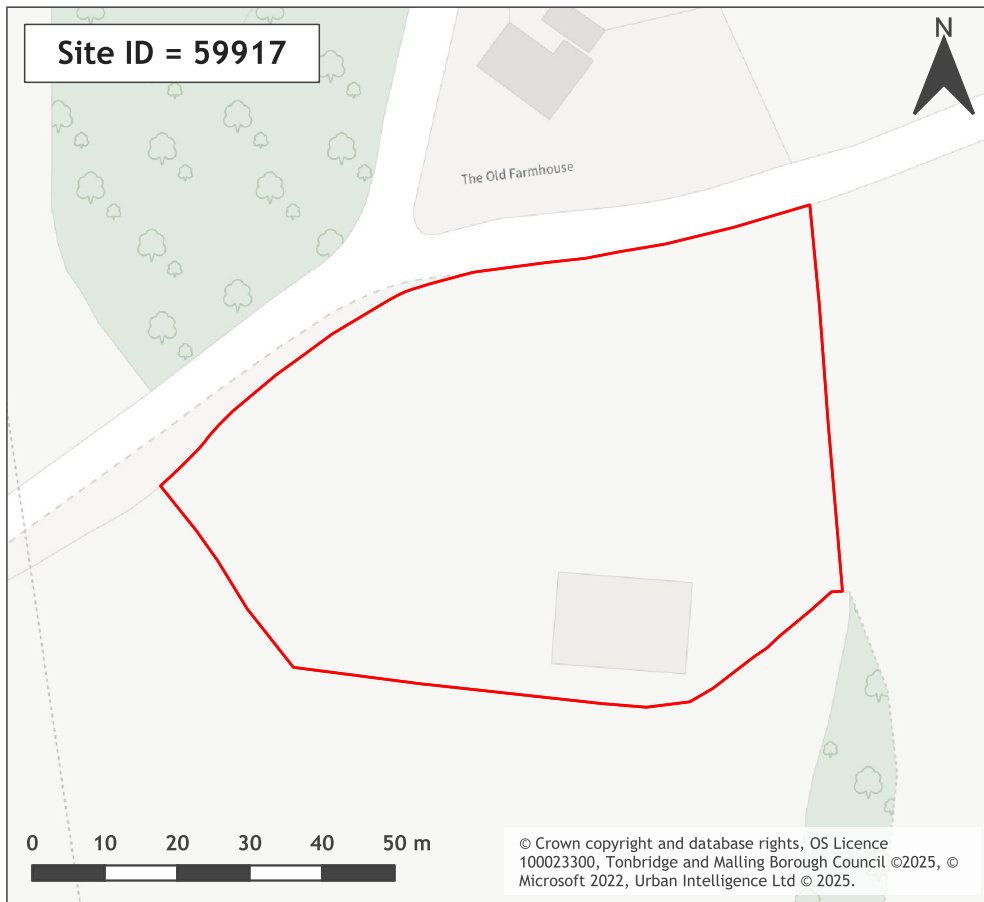 Site ID = 59917
N
The Old Farmhouse
0 10 20 30 40 50 m
© Crown copyright and database rights, OS Licence
100023300, Tonbridge and Malling Borough Council ©2025, ©
Microsoft 2022, Urban Intelligence Ltd © 2025.